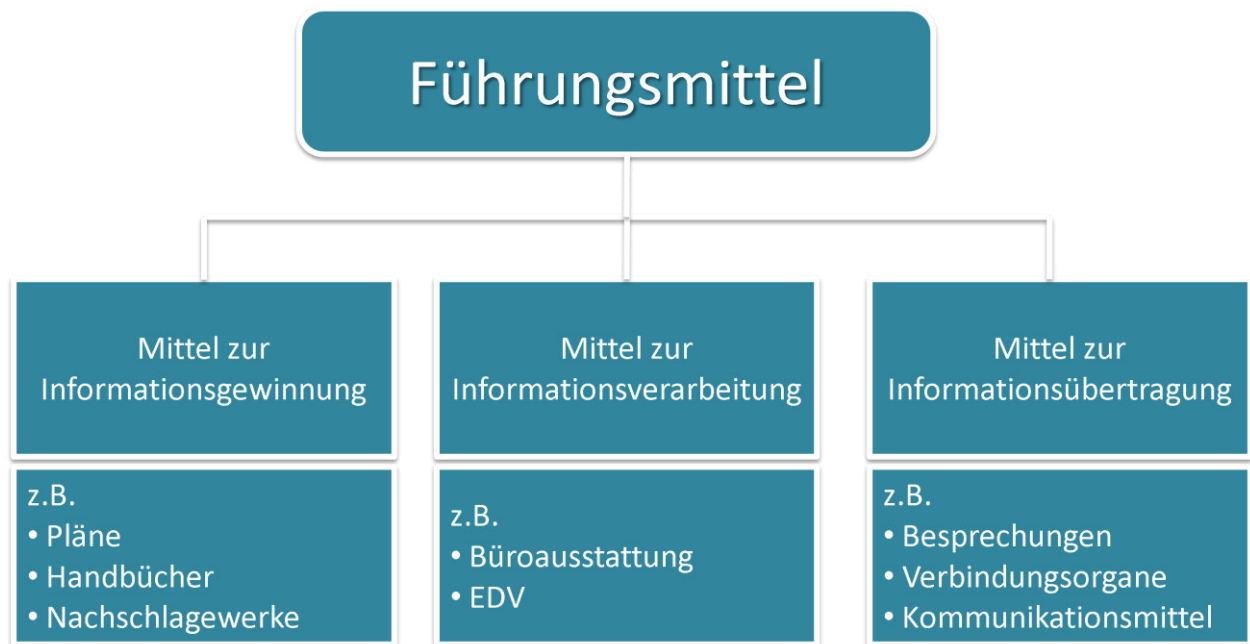 Führungsmittel
Mittel zur
Informationsgewinnung
z.B.
• Pläne
• Handbücher
• Nachschlagewerke
Mittel zur
Informationsverarbeitung
z.B.
• Büroausstattung
• EDV
Mittel zur
Informationsübertragung
z.B.
• Besprechungen
• Verbindungsorgane
• Kommunikationsmittel